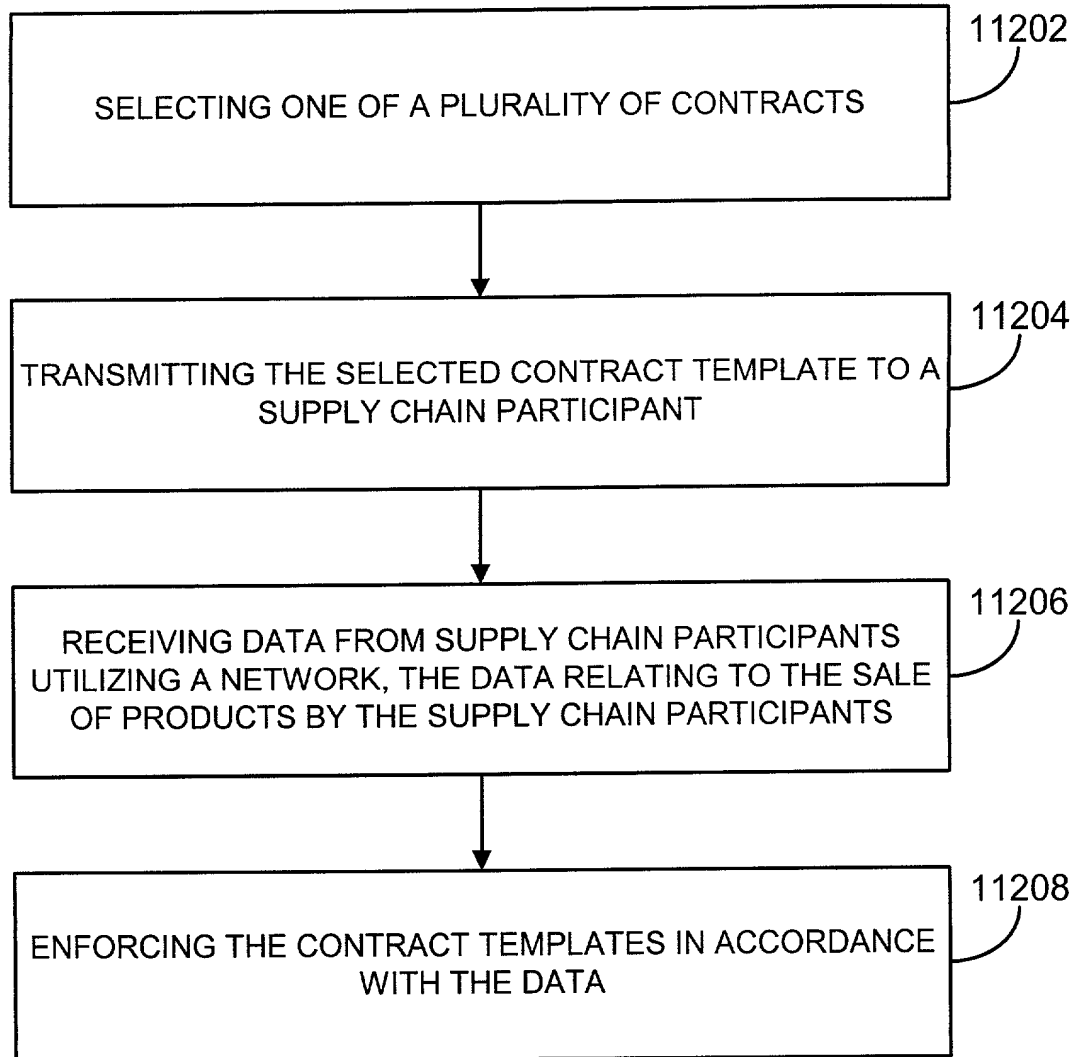 11202
SELECTING ONE OF A PLURALITY OF CONTRACTS
11204
TRANSMITTING THE SELECTED CONTRACT TEMPLATE TO A
SUPPLY CHAIN PARTICIPANT
11206
RECEIVING DATA FROM SUPPLY CHAIN PARTICIPANTS
UTILIZING A NETWORK, THE DATA RELATING TO THE SALE
OF PRODUCTS BY THE SUPPLY CHAIN PARTICIPANTS
11208
ENFORCING THE CONTRACT TEMPLATES IN ACCORDANCE
WITH THE DATA